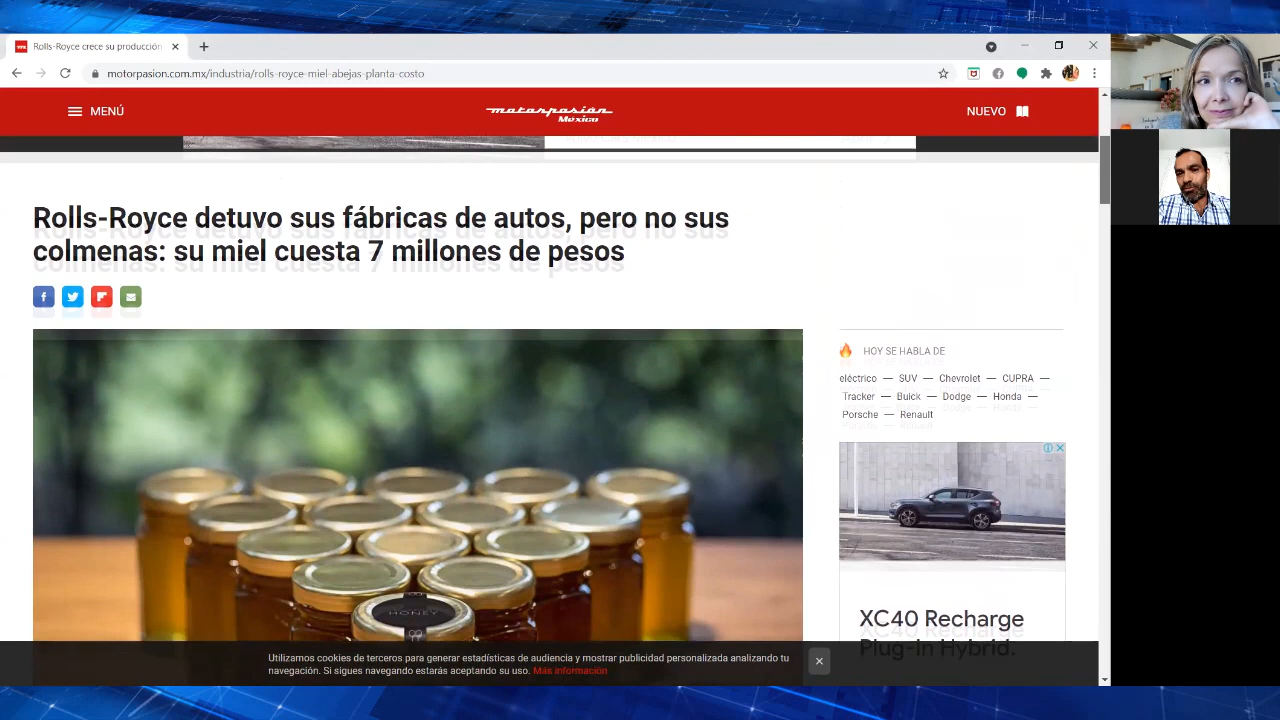 Rolls-Royce crece su producción
motorpasion.com.mx/industria/rolls-royce-miel-abejas-planta-costo
MENÚ
motorpasión
México
NUEVO
Rolls-Royce detuvo sus fábricas de autos, pero no sus
colmenas: su miel cuesta 7 millones de pesos
HOY SE HABLA DE
eléctrico — SUV — Chevrolet — CUPRA —
Tracker — Buick — Dodge — Honda —
Porsche — Renault
HONEY
XC40 Recharge
Plug-in Hybrid.
Utilizamos cookies de terceros para generar estadísticas de audiencia y mostrar publicidad personalizada analizando tu
navegación. Si sigues navegando estarás aceptando su uso. Más información